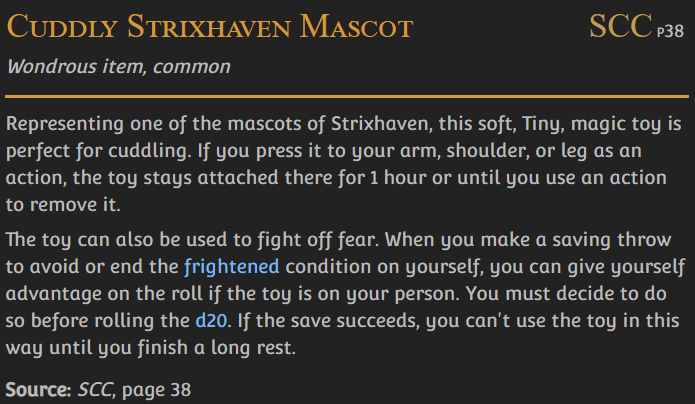 Cuddly Strixhaven Mascot SCC p38
Wondrous item, common
Representing one of the mascots of Strixhaven, this soft, Tiny, magic toy is
perfect for cuddling. If you press it to your arm, shoulder, or leg as an
action, the toy stays attached there for 1 hour or until you use an action
to remove it.
The toy can also be used to fight off fear. When you make a saving throw
to avoid or end the frightened condition on yourself, you can give yourself
advantage on the roll if the toy is on your person. You must decide to do
so before rolling the d20. If the save succeeds, you can't use the toy in this
way until you finish a long rest.
Source: SCC, page 38